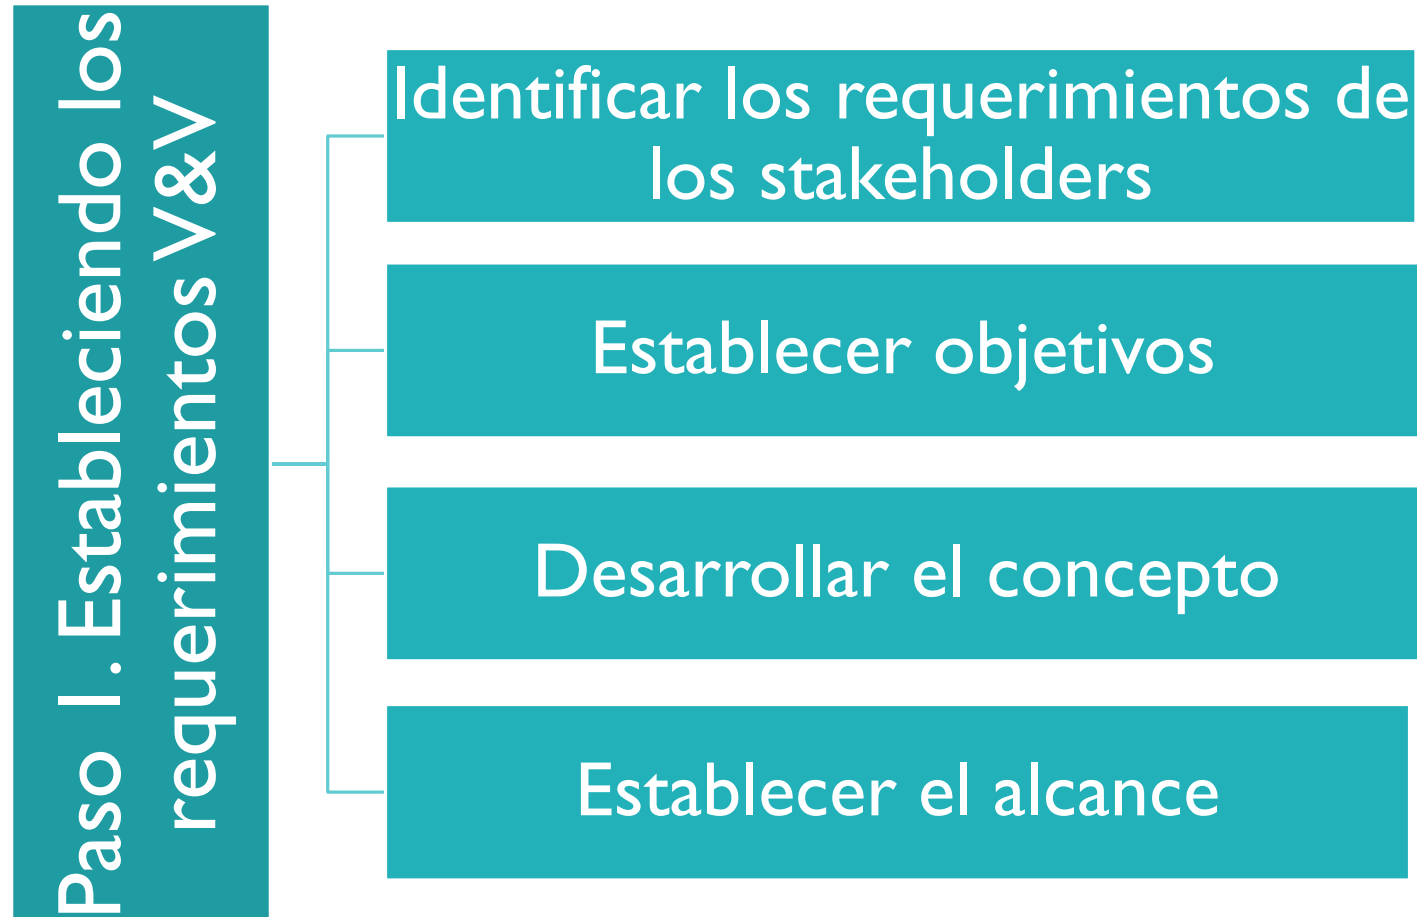 Paso 1. Estableciendo los
requerimientos V&V
Identificar los requerimientos de
los stakeholders
Establecer objetivos
Desarrollar el concepto
Establecer el alcance